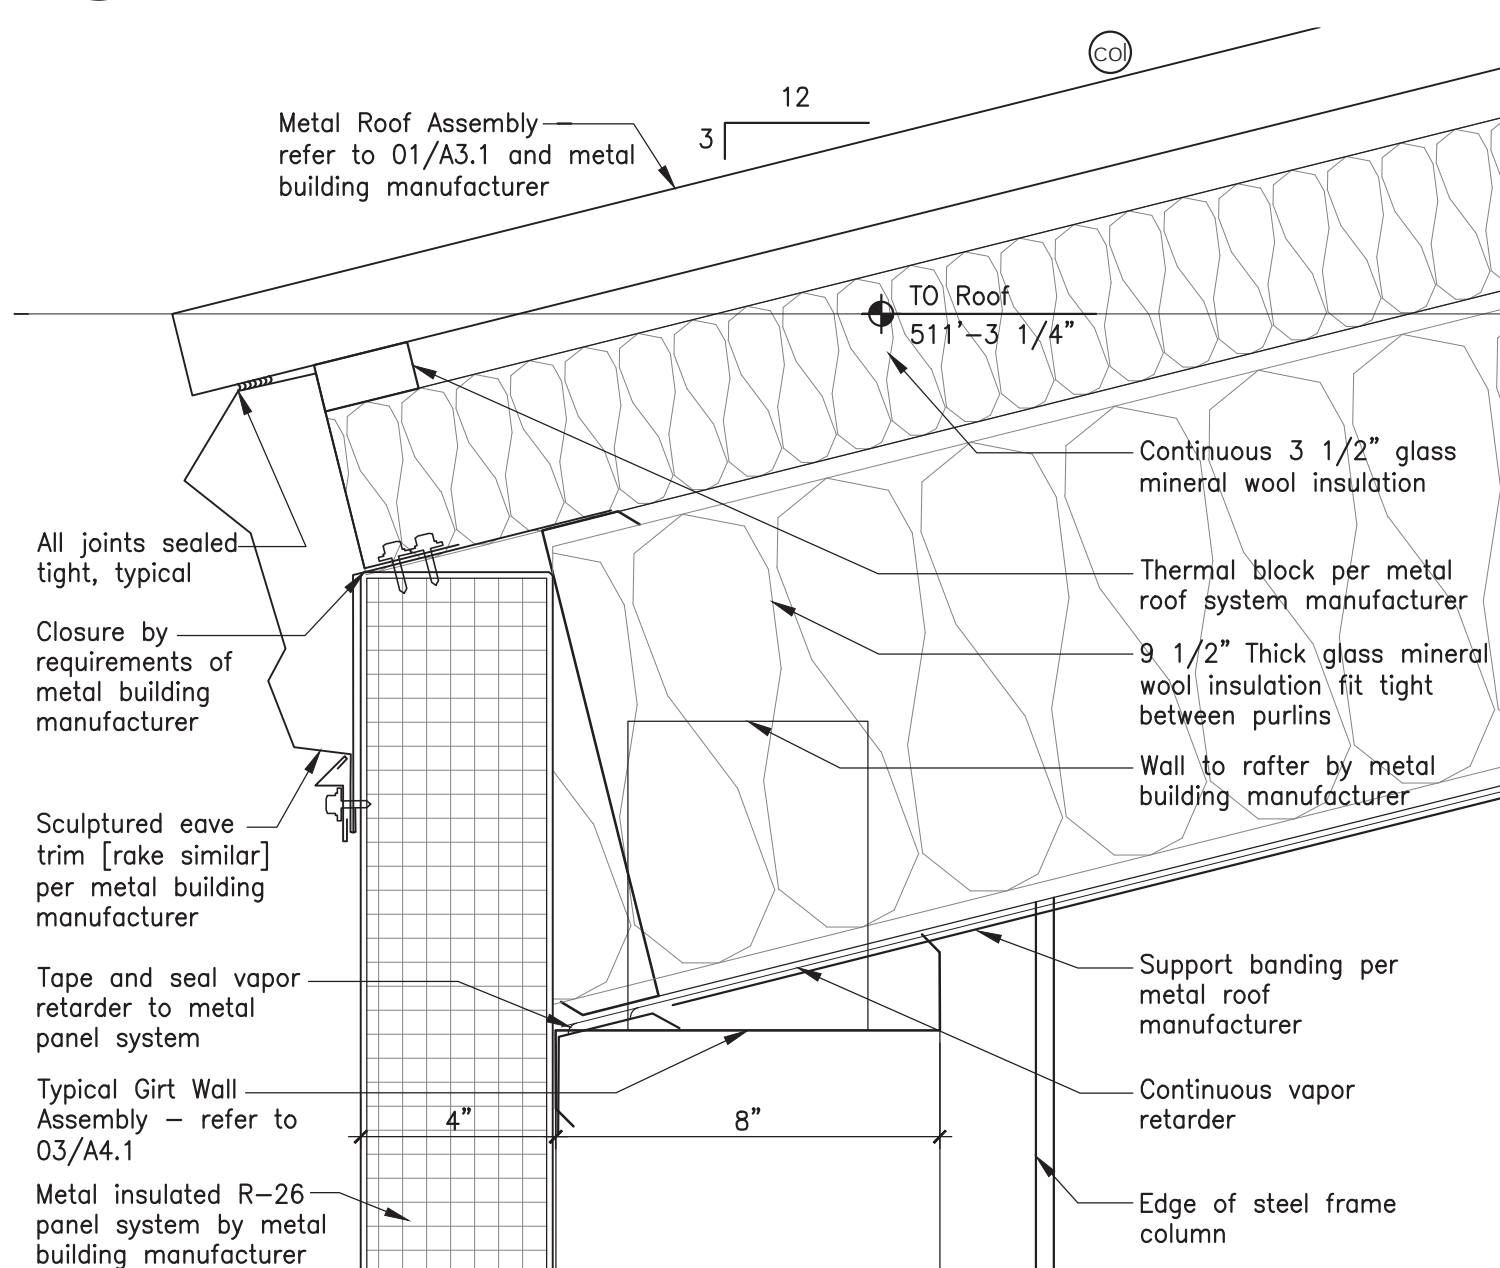 col
12
3
Metal Roof Assembly
refer to 01/A3.1 and metal
building manufacturer
TO Roof
511'-3 1/4"
Continuous 3 1/2" glass
mineral wool insulation
All joints sealed
tight, typical
Thermal block per metal
roof system manufacturer
Closure by
requirements of
metal building
manufacturer
9 1/2" Thick glass mineral
wool insulation fit tight
between purlins
Wall to rafter by metal
building manufacturer
Sculptured eave
trim [rake similar]
per metal building
manufacturer
Tape and seal vapor
retarder to metal
panel system
Support banding per
metal roof
manufacturer
Typical Girt Wall
Assembly – refer to
03/A4.1
Continuous vapor
retarder
4"
8"
Metal insulated R–26
panel system by metal
building manufacturer
Edge of steel frame
column